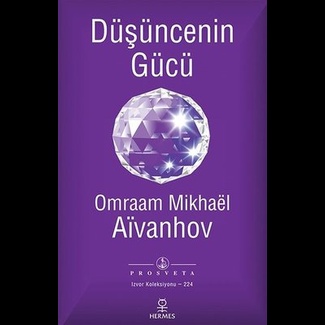 Düşüncenin
Gücü
Omraam Mikhaël
Aïvanhov
PROSVETA
Izvor Koleksiyonu – 224
HERMES